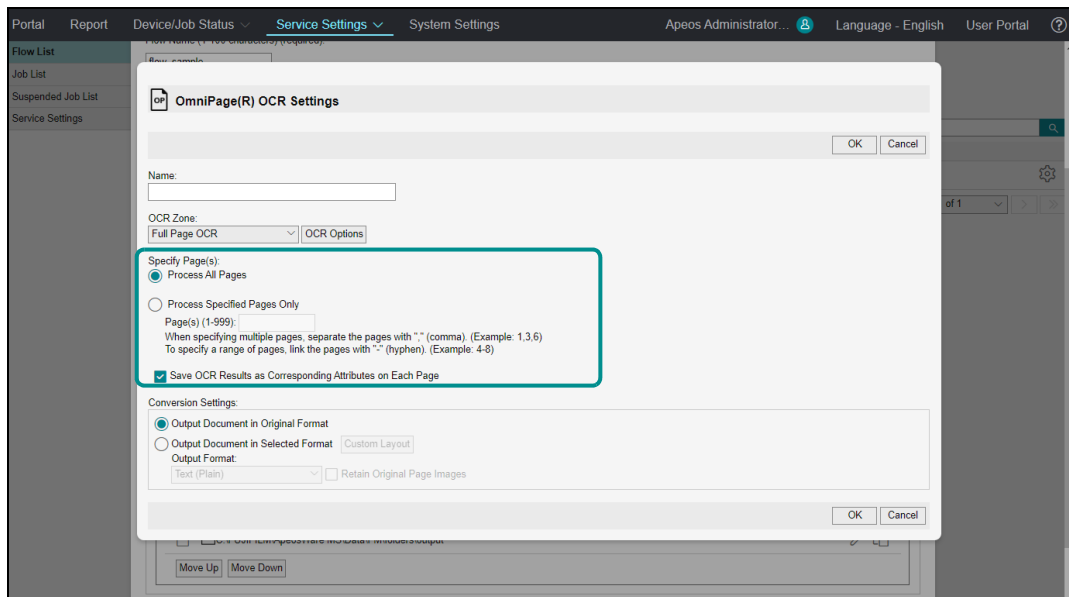 Portal Report Device/Job Status Service Settings System Settings Apeos Administrator... Language - English User Portal ?
Flow List
Job List
Suspended Job List
Service Settings
flow_sample
OP OmniPage(R) OCR Settings
OK Cancel
Name:
OCR Zone:
Full Page OCR OCR Options
of 1
Specify Page(s):
Process All Pages
Process Specified Pages Only
Page(s) (1-999):
When specifying multiple pages, separate the pages with "," (comma). (Example: 1,3,6)
To specify a range of pages, link the pages with "-" (hyphen). (Example: 4-8)
Save OCR Results as Corresponding Attributes on Each Page
Conversion Settings:
Output Document in Original Format
Output Document in Selected Format Custom Layout
Output Format:
Text (Plain) Retain Original Page Images
OK Cancel
Move Up Move Down